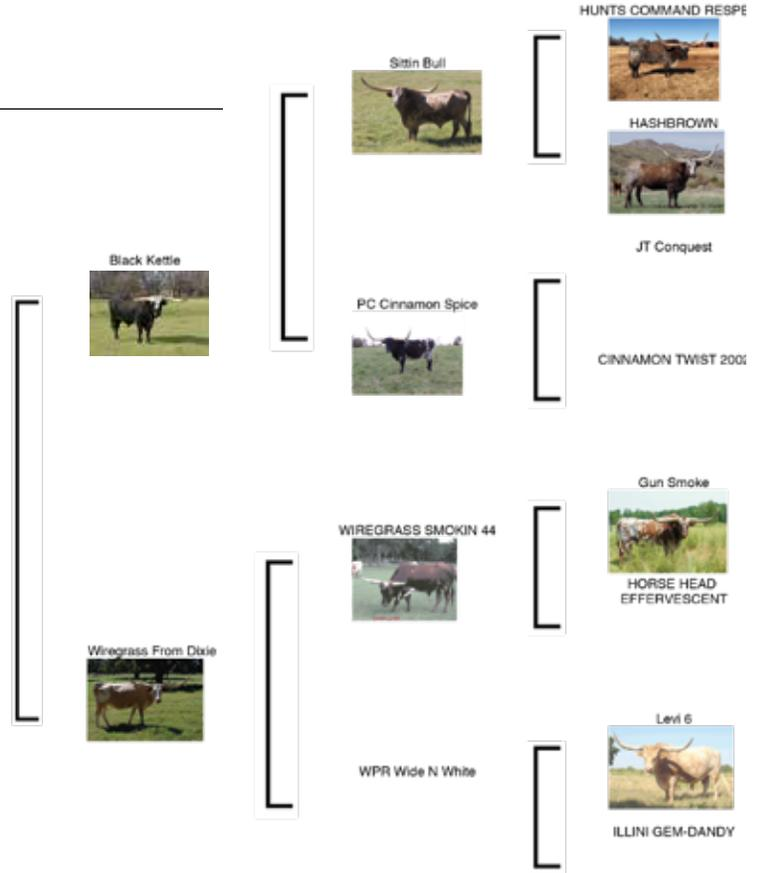 HUNTS COMMAND RESPE
Sittin Bull
HASHBROWN
JT Conquest
Black Kettle
PC Cinnamon Spice
CINNAMON TWIST 2002
Gun Smoke
WIREGRASS SMOKIN 44
HORSE HEAD
EFFERVESCENT
Wiregrass From Dixie
Levi 6
WPR Wide N White
ILLINI GEM-DANDY